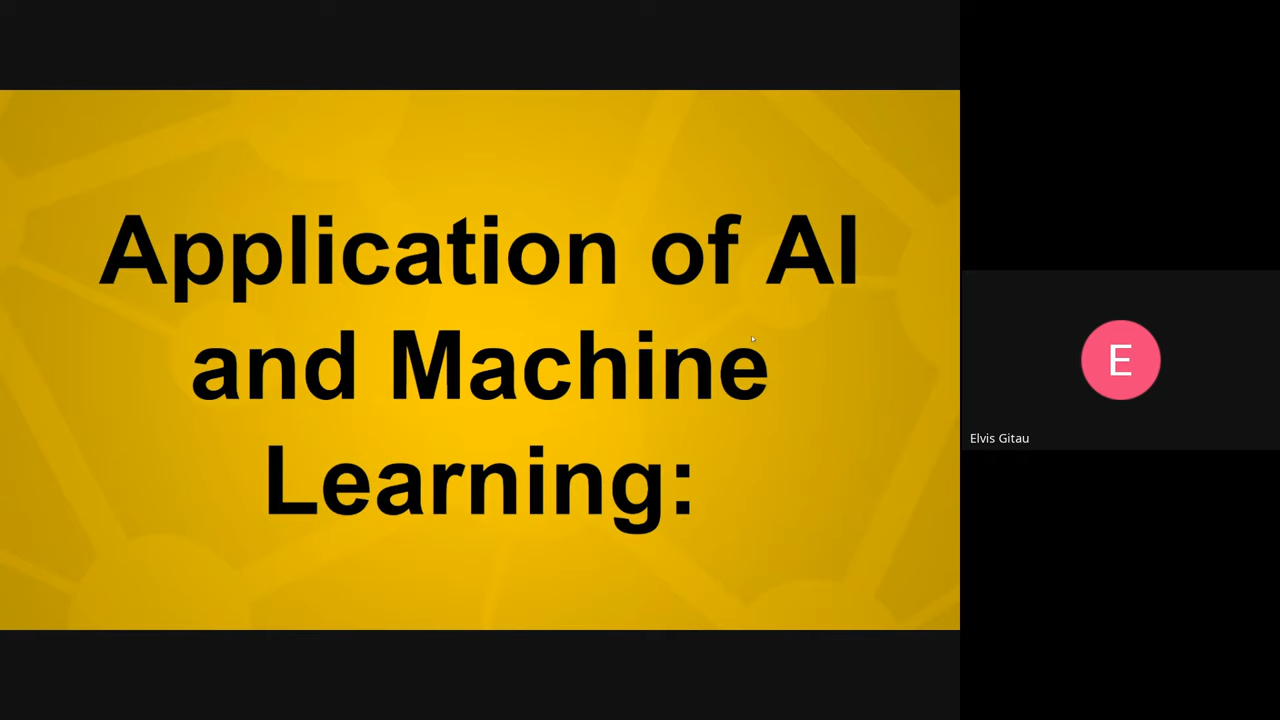 Application of AI
and Machine
Learning:
E
Elvis Gitau